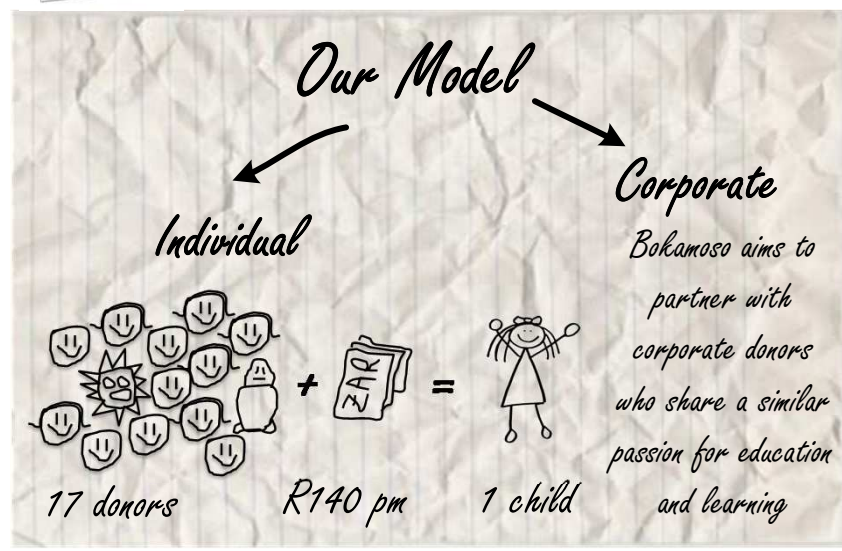 Our Model
Individual
Corporate
Bokamoso aims to
partner with
corporate donors
who share a similar
passion for education
and learning
+
ZAR
=
17 donors
R140 pm
1 child